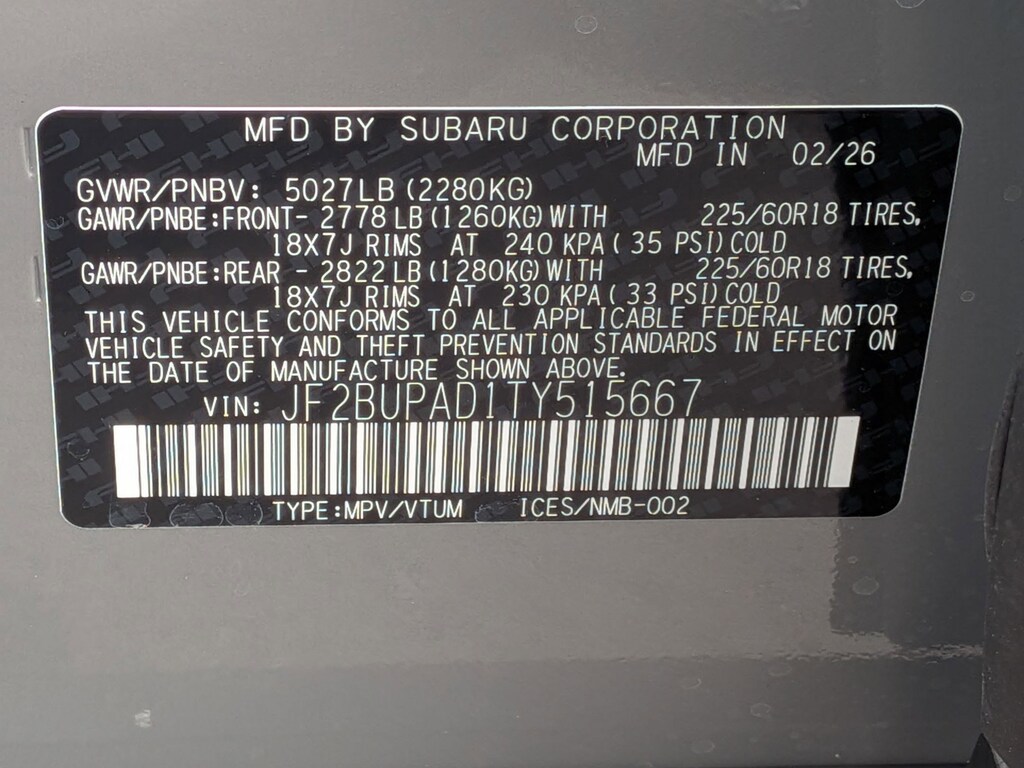 MFD BY SUBARU CORPORATION
MFD IN 02/26
GVWR/PNBV: 5027LB (2280KG)
GAWR/PNBE:FRONT- 2778 LB (1260KG) WITH 225/60R18 TIRES,
18X7J RIMS AT 240 KPA ( 35 PSI) COLD
GAWR/PNBE:REAR - 2822 LB (1280KG) WITH 225/60R18 TIRES,
18X7J RIMS AT 230 KPA ( 33 PSI) COLD
THIS VEHICLE CONFORMS TO ALL APPLICABLE FEDERAL MOTOR
VEHICLE SAFETY AND THEFT PREVENTION STANDARDS IN EFFECT ON
THE DATE OF MANUFACTURE SHOWN ABOVE.
VIN: JF2BUPAD1TY515667
TYPE:MPV/VTUM ICES/NMB-002